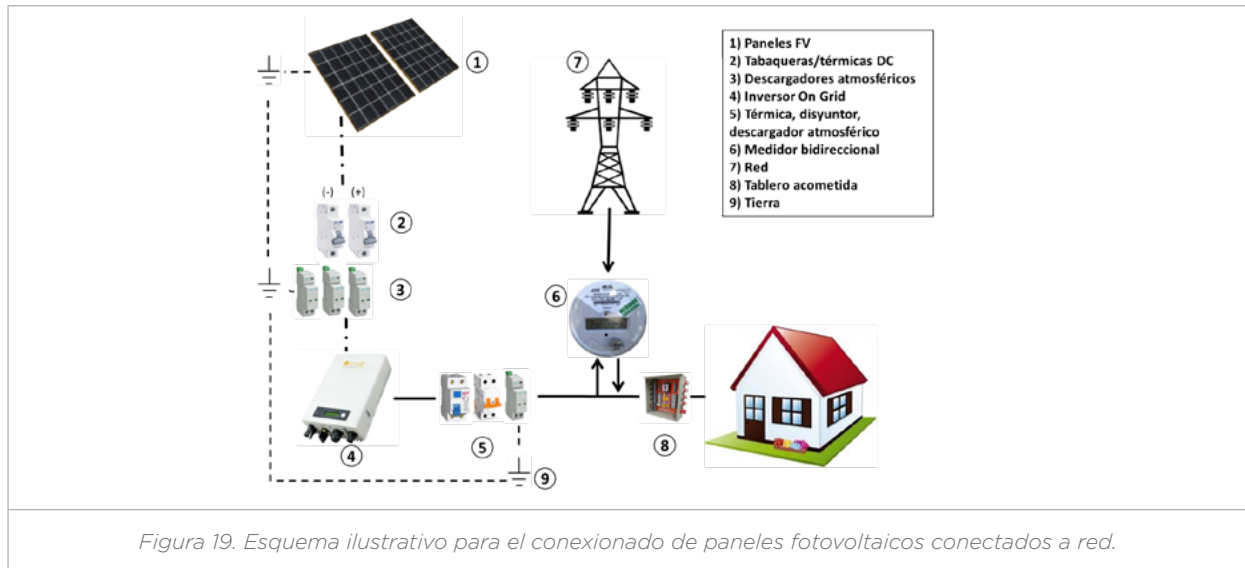 ①
⑦
1) Paneles FV
2) Tabaqueras/térmicas DC
3) Descargadores atmosféricos
4) Inversor On Grid
5) Térmica, disyuntor,
descargador atmosférico
6) Medidor bidireccional
7) Red
8) Tablero acometida
9) Tierra
(-) (+)
②
③
⑥
④
⑤
⑧
⑨
Figura 19. Esquema ilustrativo para el conexionado de paneles fotovoltaicos conectados a red.